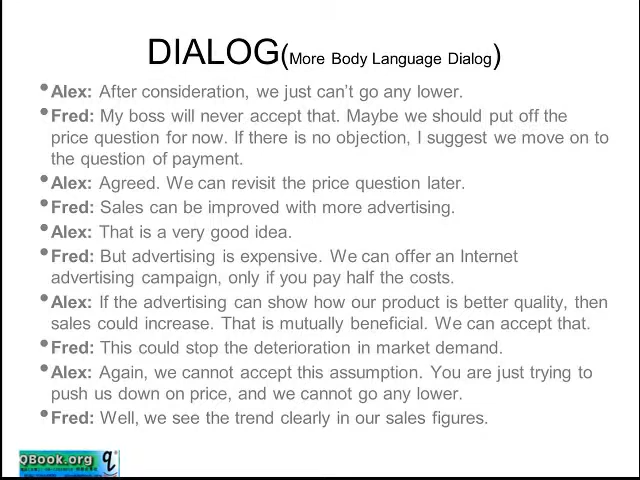 DIALOG(More Body Language Dialog)
•Alex: After consideration, we just can't go any lower.
•Fred: My boss will never accept that. Maybe we should put off the
price question for now. If there is no objection, I suggest we move on to
the question of payment.
•Alex: Agreed. We can revisit the price question later.
•Fred: Sales can be improved with more advertising.
•Alex: That is a very good idea.
•Fred: But advertising is expensive. We can offer an Internet
advertising campaign, only if you pay half the costs.
•Alex: If the advertising can show how our product is better quality, then
sales could increase. That is mutually beneficial. We can accept that.
•Fred: This could stop the deterioration in market demand.
•Alex: Again, we cannot accept this assumption. You are just trying to
push us down on price, and we cannot go any lower.
•Fred: Well, we see the trend clearly in our sales figures.
QBook.org q